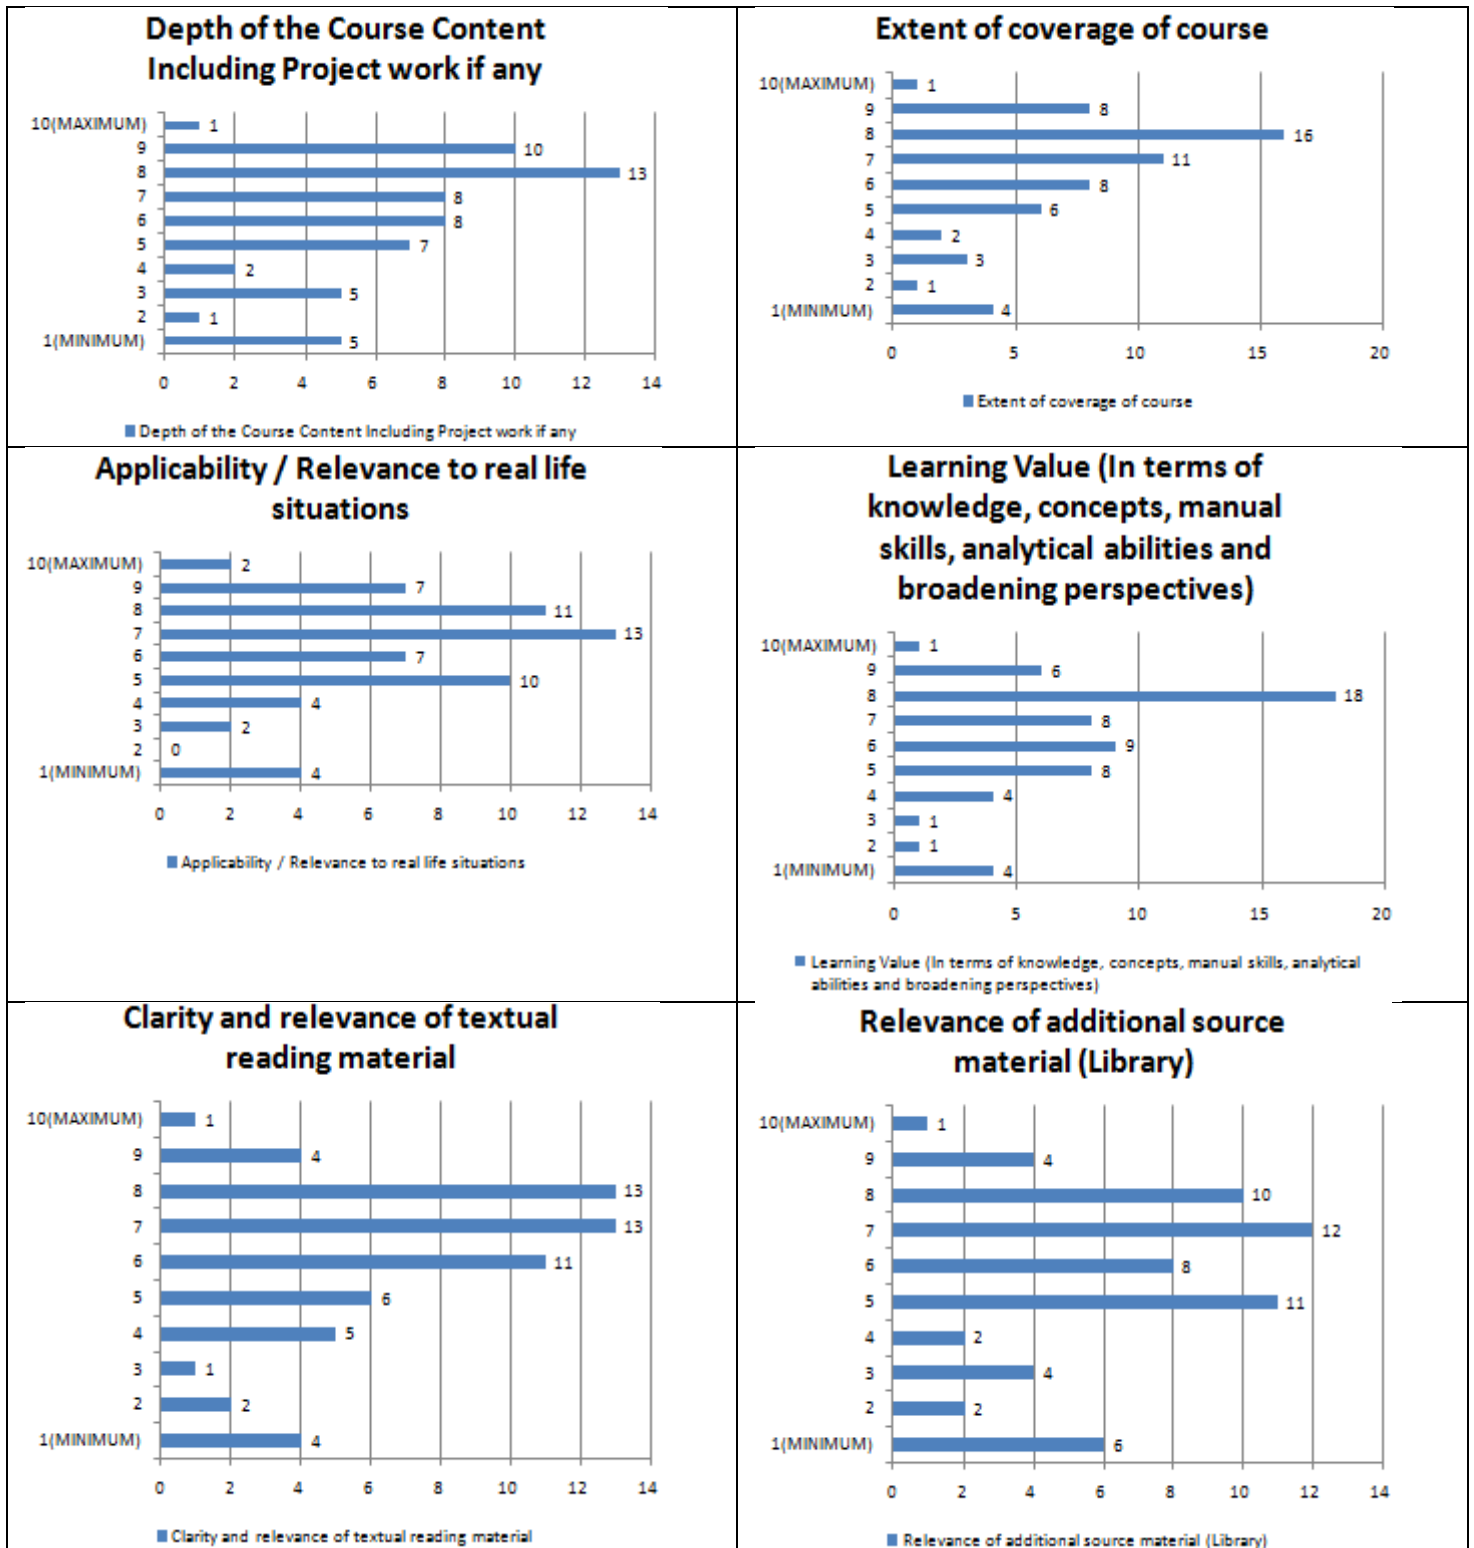 Depth of the Course Content
Including Project work if any
10(MAXIMUM) 1
9 10
8 13
7 8
6 8
5 7
4 2
3 5
2 1
1(MINIMUM) 5
0 2 4 6 8 10 12 14
Depth of the Course Content Including Project work if any
Extent of coverage of course
10(MAXIMUM) 1
9 8
8 16
7 11
6 8
5 6
4 2
3 3
2 1
1(MINIMUM) 4
0 5 10 15 20
Extent of coverage of course
Applicability / Relevance to real life
situations
10(MAXIMUM) 2
9 7
8 11
7 13
6 7
5 10
4 4
3 2
2 0
1(MINIMUM) 4
0 2 4 6 8 10 12 14
Applicability / Relevance to real life situations
Learning Value (In terms of
knowledge, concepts, manual
skills, analytical abilities and
broadening perspectives)
10(MAXIMUM) 1
9 6
8 18
7 8
6 9
5 8
4 4
3 1
2 1
1(MINIMUM) 4
0 5 10 15 20
Learning Value (In terms of knowledge, concepts, manual skills, analytical
abilities and broadening perspectives)
Clarity and relevance of textual
reading material
10(MAXIMUM) 1
9 4
8 13
7 13
6 11
5 6
4 5
3 1
2 2
1(MINIMUM) 4
0 2 4 6 8 10 12 14
Clarity and relevance of textual reading material
Relevance of additional source
material (Library)
10(MAXIMUM) 1
9 4
8 10
7 12
6 8
5 11
4 2
3 4
2 2
1(MINIMUM) 6
0 2 4 6 8 10 12 14
Relevance of additional source material (Library)